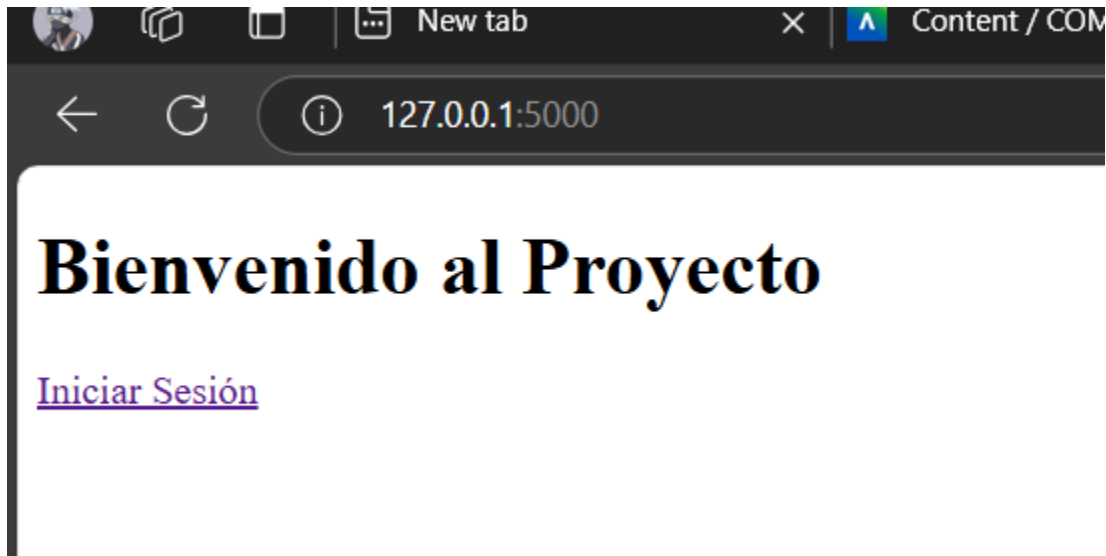 New tab
Content / COM
127.0.0.1:5000
Bienvenido al Proyecto
Iniciar Sesión